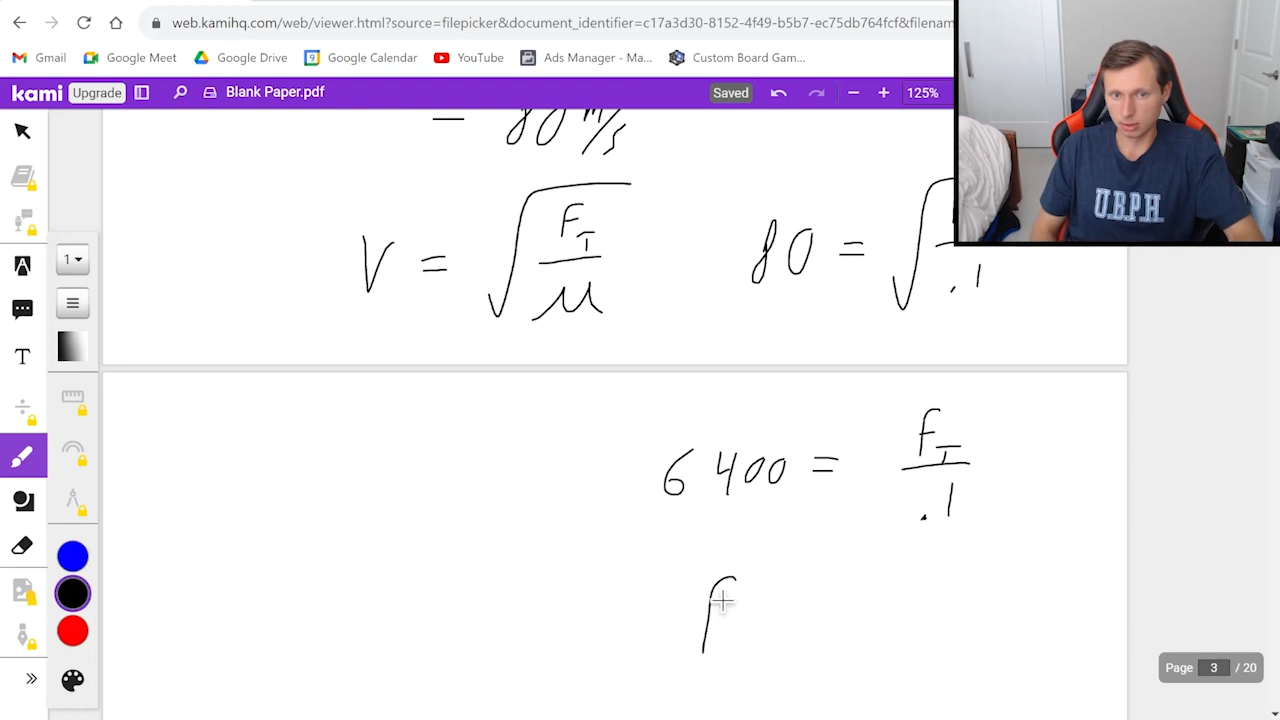 web.kamihq.com/web/viewer.html?source=filepicker&document_identifier=c17a3d30-8152-4f49-b5b7-ec75db764fcf&filenam
Gmail Google Meet Google Drive Google Calendar YouTube Ads Manager - Ma... Custom Board Gam...
kami Upgrade Blank Paper.pdf Saved 125%
= 80 m/s
V = √(F_T/μ) 80 = √( /.1
U.B.P.H.
1
6400 = F_T/.1
T
Page 3 / 20